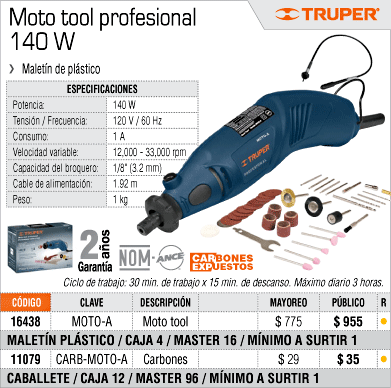 Moto tool profesional
140 W
TRUPER®
Maletín de plástico
ESPECIFICACIONES
Potencia: 140 W
Tensión / Frecuencia: 120 V / 60 Hz
Consumo: 1 A
Velocidad variable: 12,000 - 33,000 rpm
Capacidad del broquero: 1/8" (3.2 mm)
Cable de alimentación: 1.92 m
Peso: 1 kg
TRUPER
MOTO-A
2 años
Garantía
NOM-ANCE
CARBONES
EXPUESTOS
Ciclo de trabajo: 30 min. de trabajo x 15 min. de descanso. Máximo diario 3 horas.
CÓDIGO CLAVE DESCRIPCIÓN MAYOREO PÚBLICO R
16438 MOTO-A Moto tool $ 775 $ 955
MALETÍN PLÁSTICO / CAJA 4 / MASTER 16 / MÍNIMO A SURTIR 1
11079 CARB-MOTO-A Carbones $ 29 $ 35
CABALLETE / CAJA 12 / MASTER 96 / MÍNIMO A SURTIR 1